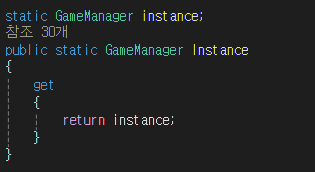 static GameManager instance;
참조 30개
public static GameManager Instance
{
get
{
return instance;
}
}